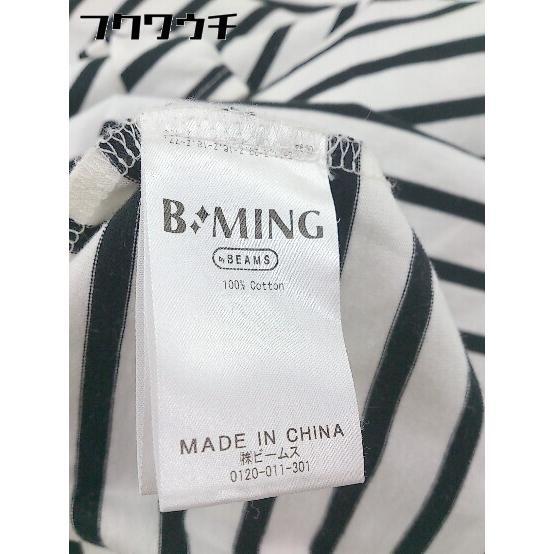 フクワウチ
B MING
by BEAMS
100% Cotton
MADE IN CHINA
㈱ビームス
0120-011-301